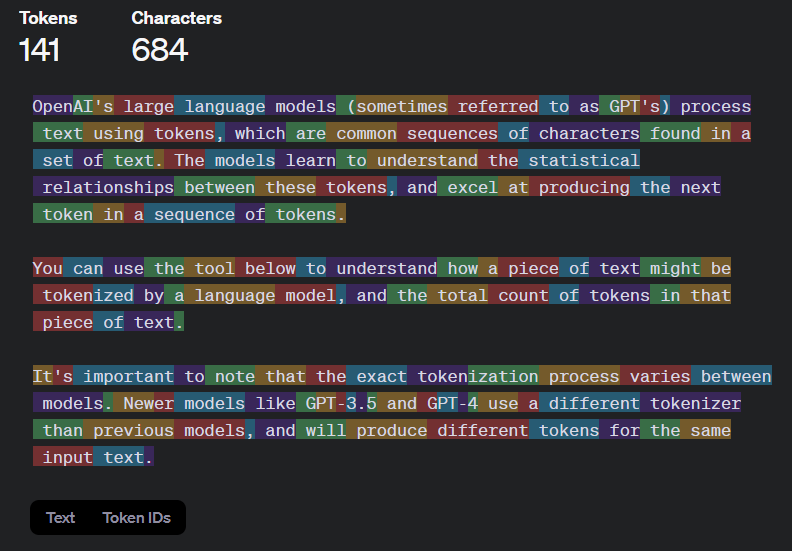 Tokens Characters
141 684
OpenAI's large language models (sometimes referred to as GPT's) process
text using tokens, which are common sequences of characters found in a
set of text. The models learn to understand the statistical
relationships between these tokens, and excel at producing the next
token in a sequence of tokens.
You can use the tool below to understand how a piece of text might be
tokenized by a language model, and the total count of tokens in that
piece of text.
It's important to note that the exact tokenization process varies between
models. Newer models like GPT-3.5 and GPT-4 use a different tokenizer
than previous models, and will produce different tokens for the same
input text.
Text Token IDs